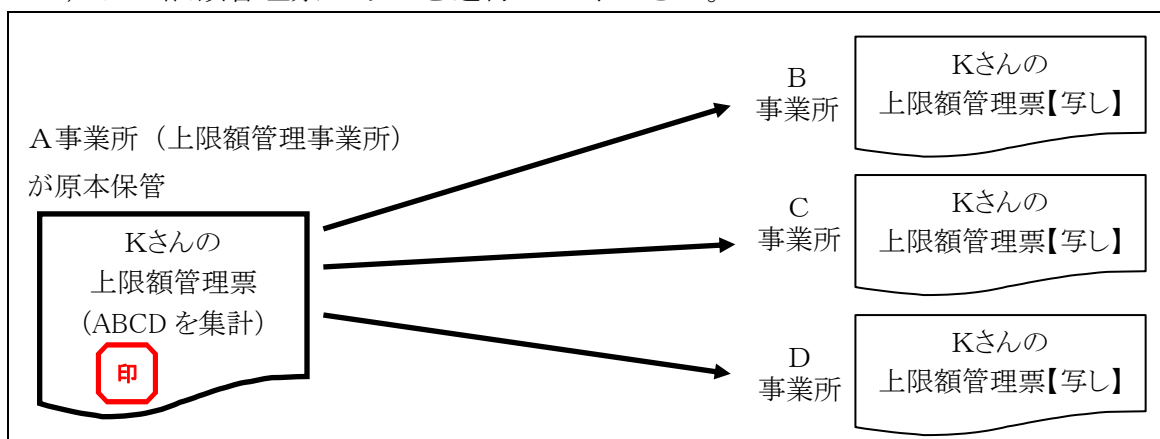 A事業所（上限額管理事業所）
が原本保管
Kさんの
上限額管理票
（ABCDを集計）
印
B
事業所
Kさんの
上限額管理票【写し】
C
事業所
Kさんの
上限額管理票【写し】
D
事業所
Kさんの
上限額管理票【写し】